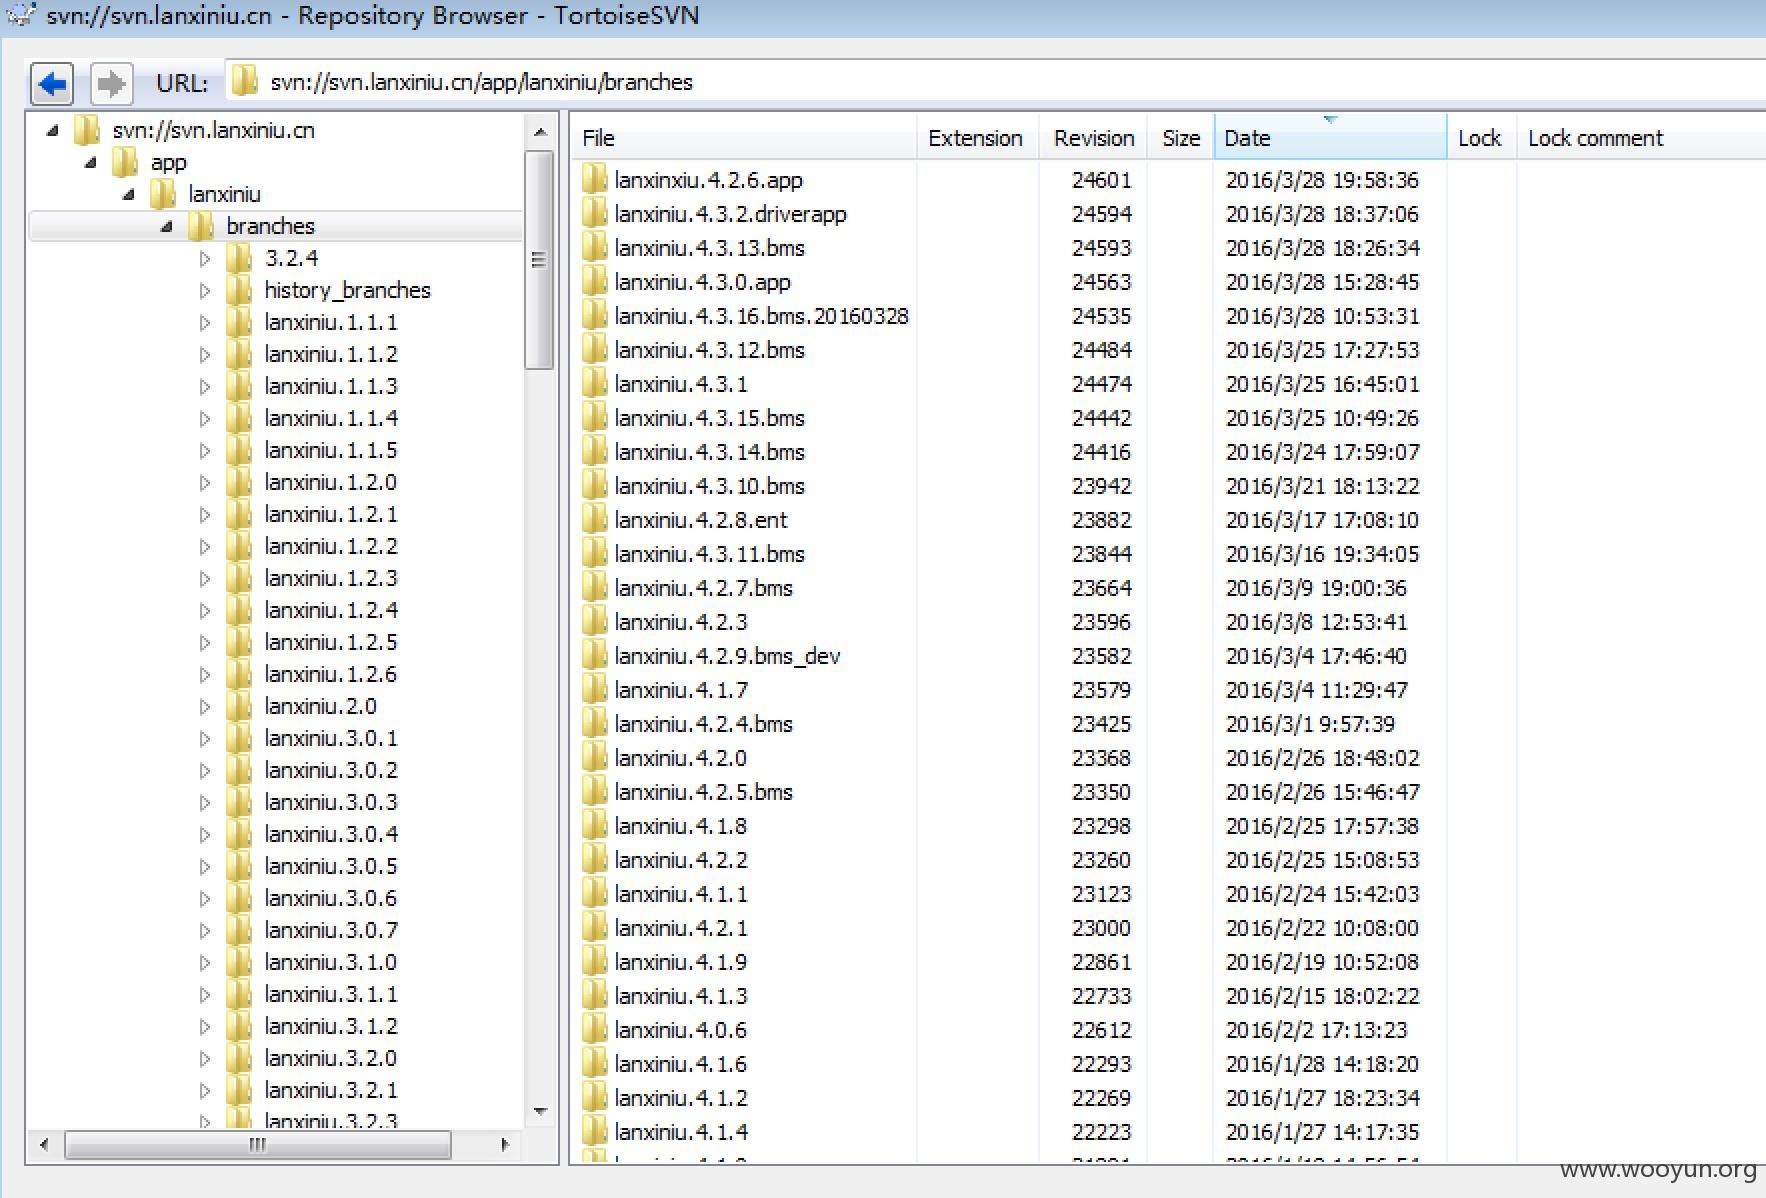 svn://svn.lanxiniu.cn - Repository Browser - TortoiseSVN
URL: svn://svn.lanxiniu.cn/app/lanxiniu/branches
svn://svn.lanxiniu.cn
app
lanxiniu
branches
3.2.4
history_branches
lanxiniu.1.1.1
lanxiniu.1.1.2
lanxiniu.1.1.3
lanxiniu.1.1.4
lanxiniu.1.1.5
lanxiniu.1.2.0
lanxiniu.1.2.1
lanxiniu.1.2.2
lanxiniu.1.2.3
lanxiniu.1.2.4
lanxiniu.1.2.5
lanxiniu.1.2.6
lanxiniu.2.0
lanxiniu.3.0.1
lanxiniu.3.0.2
lanxiniu.3.0.3
lanxiniu.3.0.4
lanxiniu.3.0.5
lanxiniu.3.0.6
lanxiniu.3.0.7
lanxiniu.3.1.0
lanxiniu.3.1.1
lanxiniu.3.1.2
lanxiniu.3.2.0
lanxiniu.3.2.1
lanxiniu.3.2.3
File Extension Revision Size Date Lock Lock comment
lanxinxiu.4.2.6.app 24601 2016/3/28 19:58:36
lanxiniu.4.3.2.driverapp 24594 2016/3/28 18:37:06
lanxiniu.4.3.13.bms 24593 2016/3/28 18:26:34
lanxiniu.4.3.0.app 24563 2016/3/28 15:28:45
lanxiniu.4.3.16.bms.20160328 24535 2016/3/28 10:53:31
lanxiniu.4.3.12.bms 24484 2016/3/25 17:27:53
lanxiniu.4.3.1 24474 2016/3/25 16:45:01
lanxiniu.4.3.15.bms 24442 2016/3/25 10:49:26
lanxiniu.4.3.14.bms 24416 2016/3/24 17:59:07
lanxiniu.4.3.10.bms 23942 2016/3/21 18:13:22
lanxiniu.4.2.8.ent 23882 2016/3/17 17:08:10
lanxiniu.4.3.11.bms 23844 2016/3/16 19:34:05
lanxiniu.4.2.7.bms 23664 2016/3/9 19:00:36
lanxiniu.4.2.3 23596 2016/3/8 12:53:41
lanxiniu.4.2.9.bms_dev 23582 2016/3/4 17:46:40
lanxiniu.4.1.7 23579 2016/3/4 11:29:47
lanxiniu.4.2.4.bms 23425 2016/3/1 9:57:39
lanxiniu.4.2.0 23368 2016/2/26 18:48:02
lanxiniu.4.2.5.bms 23350 2016/2/26 15:46:47
lanxiniu.4.1.8 23298 2016/2/25 17:57:38
lanxiniu.4.2.2 23260 2016/2/25 15:08:53
lanxiniu.4.1.1 23123 2016/2/24 15:42:03
lanxiniu.4.2.1 23000 2016/2/22 10:08:00
lanxiniu.4.1.9 22861 2016/2/19 10:52:08
lanxiniu.4.1.3 22733 2016/2/15 18:02:22
lanxiniu.4.0.6 22612 2016/2/2 17:13:23
lanxiniu.4.1.6 22293 2016/1/28 14:18:20
lanxiniu.4.1.2 22269 2016/1/27 18:23:34
lanxiniu.4.1.4 22223 2016/1/27 14:17:35
www.wooyun.org